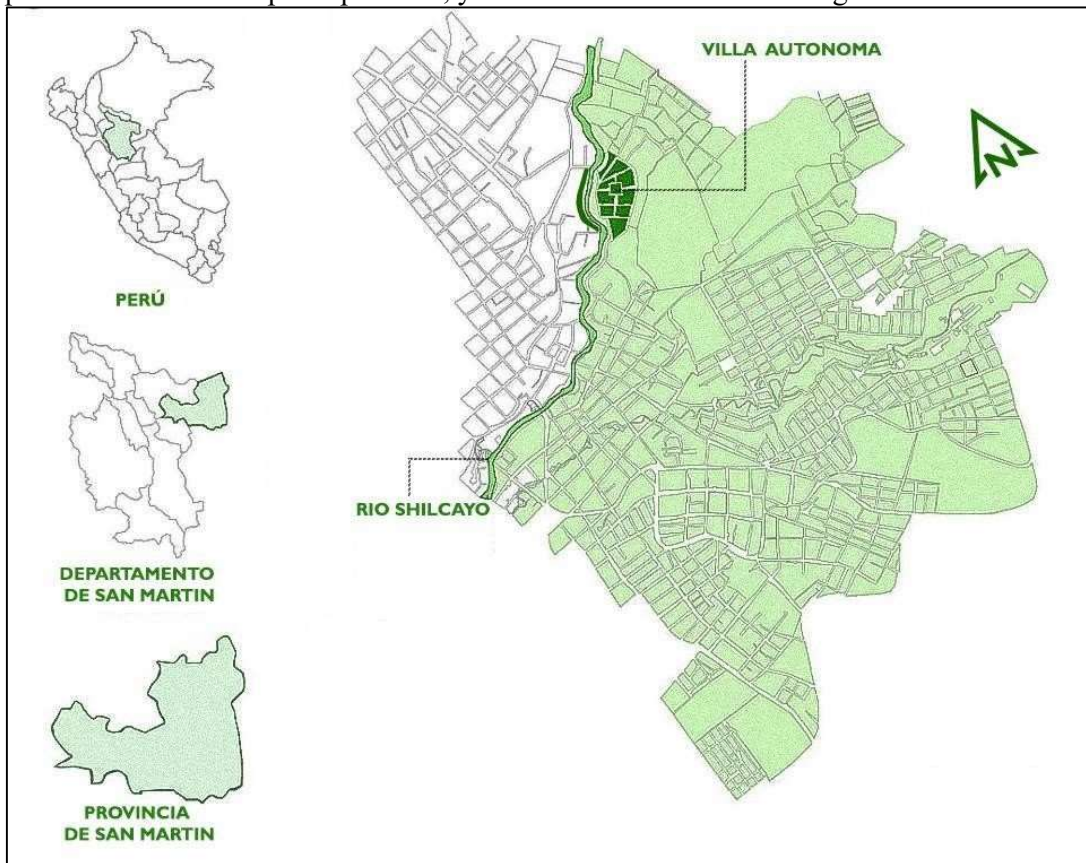 VILLA AUTONOMA
N
PERÚ
RIO SHILCAYO
DEPARTAMENTO
DE SAN MARTIN
PROVINCIA
DE SAN MARTIN